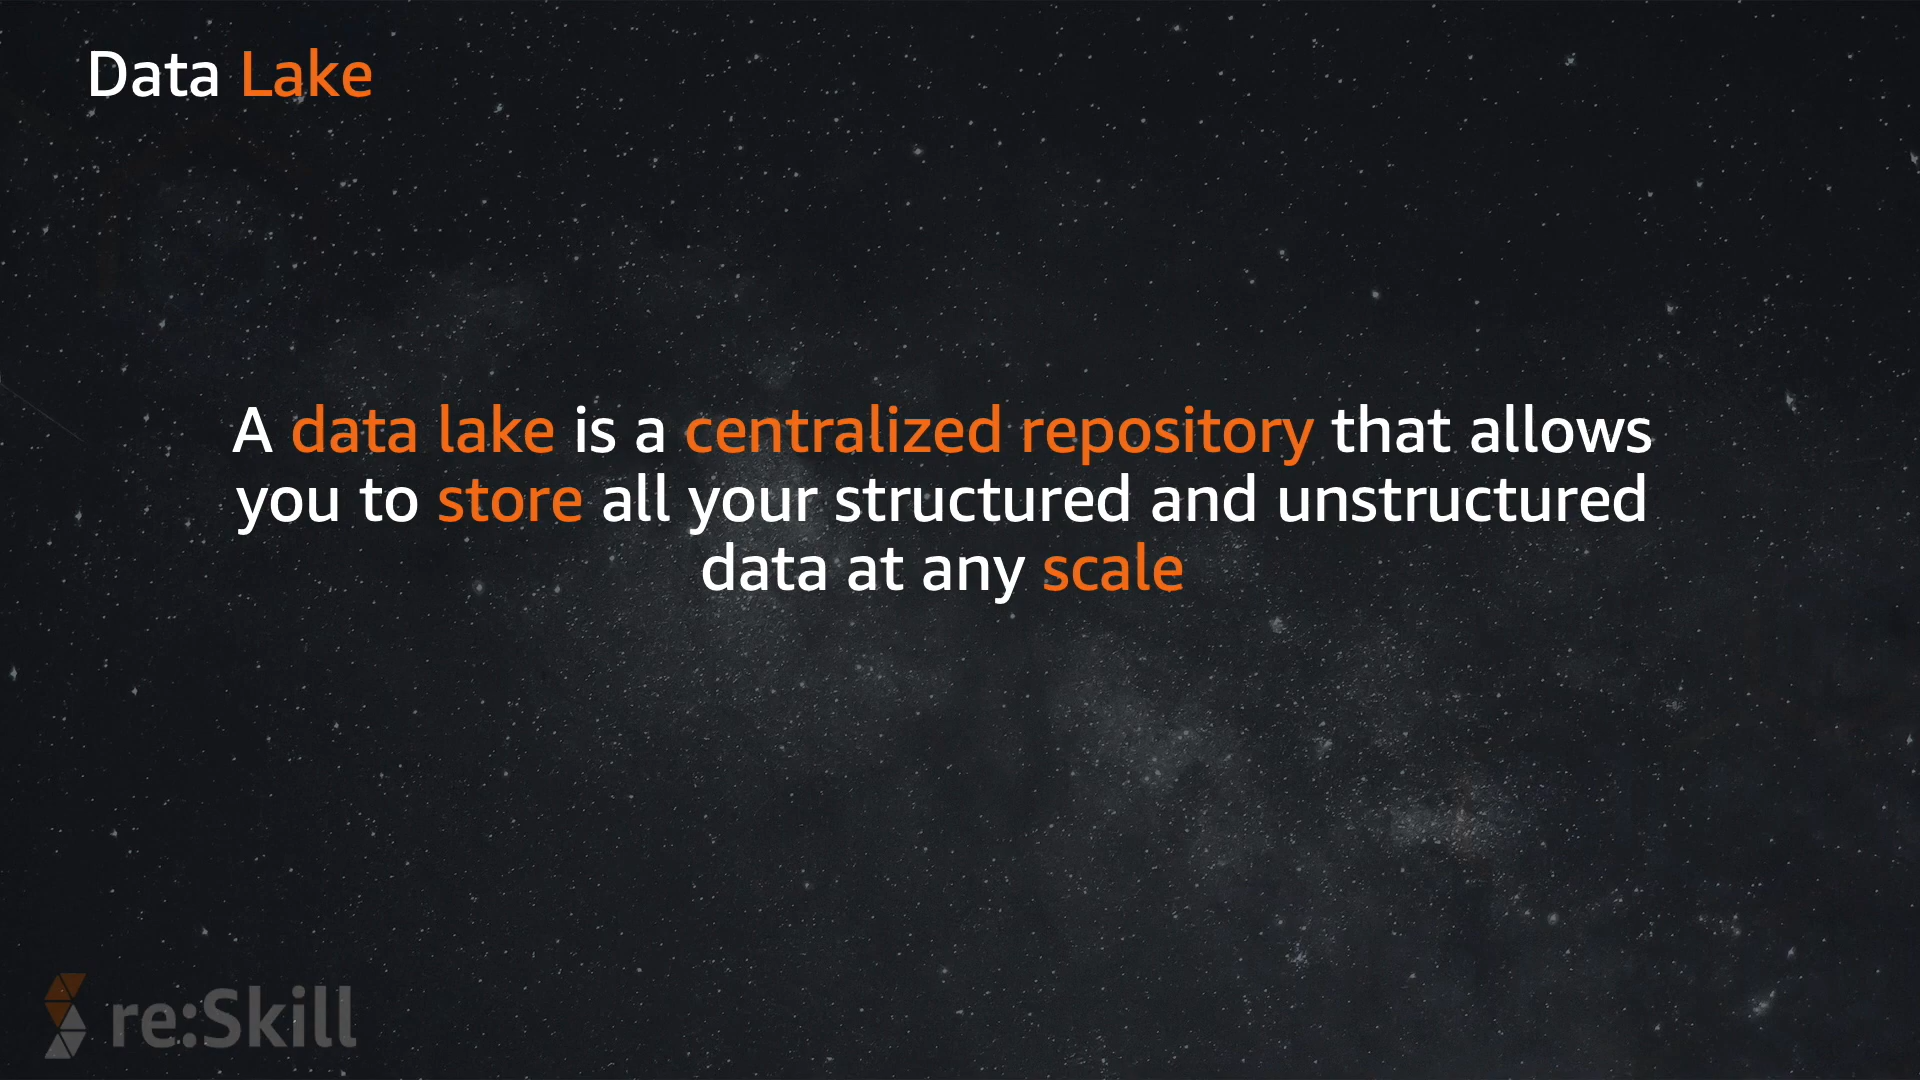 Data Lake
A data lake is a centralized repository that allows
you to store all your structured and unstructured
data at any scale
re:Skill